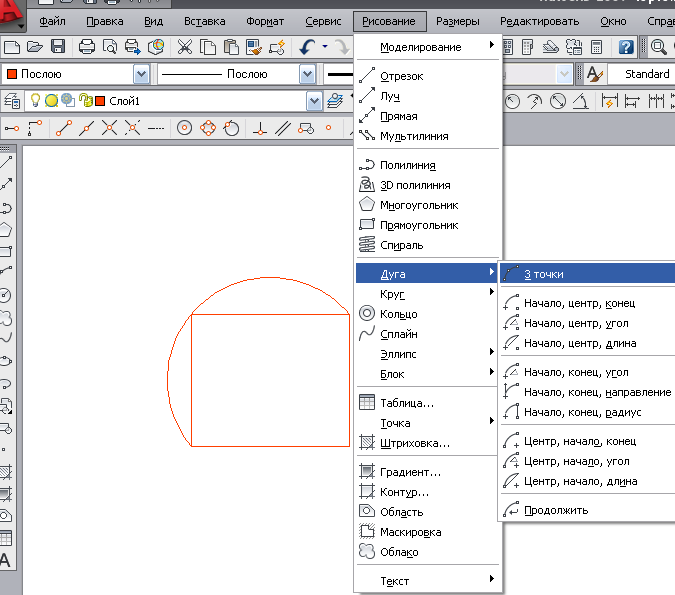 Файл Правка Вид Вставка Формат Сервис Рисование Размеры Редактировать Окно
Послою Послою Standard
Слой1
Моделирование
Отрезок
Луч
Прямая
Мультилиния
Полилиния
3D полилиния
Многоугольник
Прямоугольник
Спираль
Дуга
Круг
Кольцо
Сплайн
Эллипс
Блок
Таблица...
Точка
Штриховка...
Градиент...
Контур...
Область
Маскировка
Облако
Текст
3 точки
Начало, центр, конец
Начало, центр, угол
Начало, центр, длина
Начало, конец, угол
Начало, конец, направление
Начало, конец, радиус
Центр, начало, конец
Центр, начало, угол
Центр, начало, длина
Продолжить
A